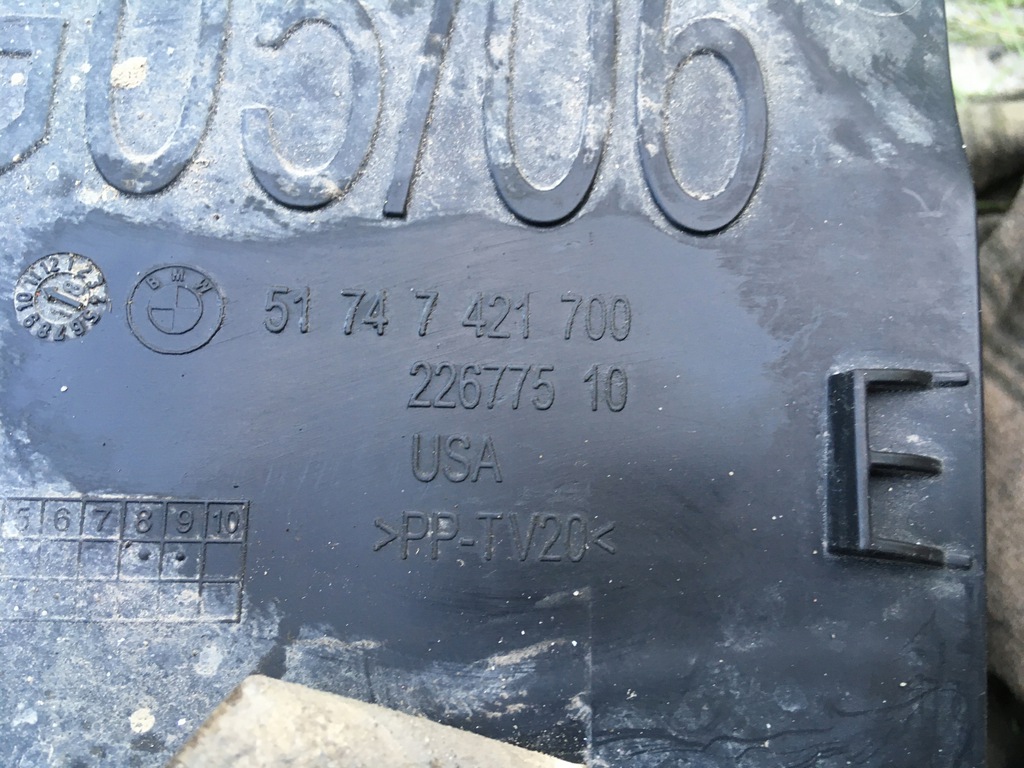 G05/06
BMW
51 74 7 421 700
226775 10
USA
>PP-TV20<
E
5 6 7 8 9 10